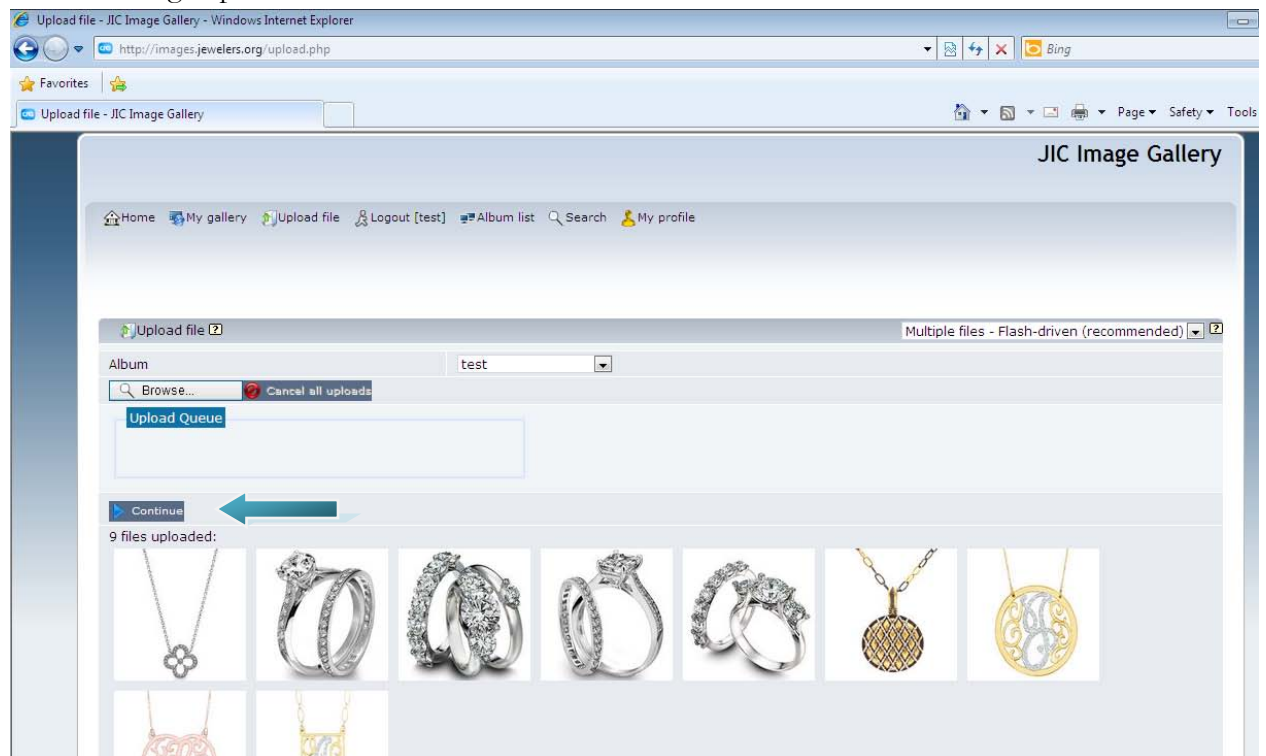 Upload file - JIC Image Gallery - Windows Internet Explorer
http://images.jewelers.org/upload.php
Bing
Favorites
Upload file - JIC Image Gallery
Page
Safety
Tools
JIC Image Gallery
Home My gallery Upload file Logout [test] Album list Search My profile
Upload file ?
Multiple files - Flash-driven (recommended) ?
Album
test
Browse...
Cancel all uploads
Upload Queue
Continue
9 files uploaded: